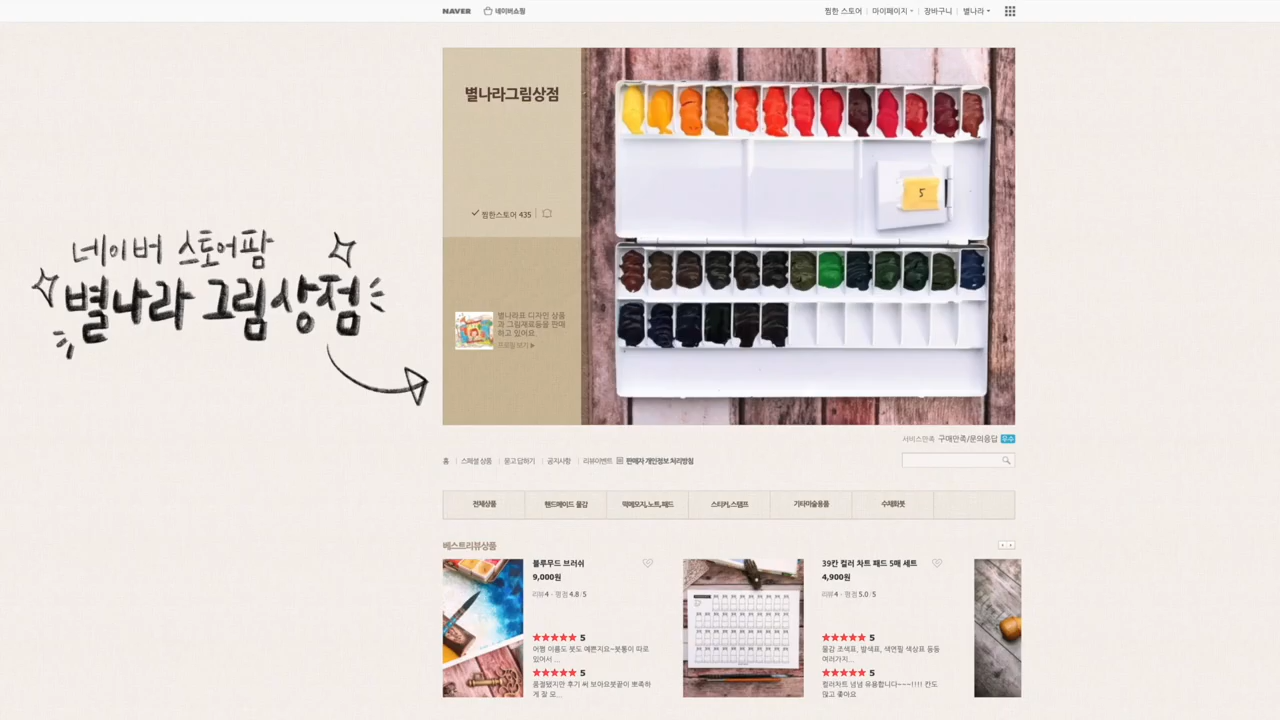 NAVER 네이버쇼핑 찜한 스토어 마이페이지 장바구니 별나라
별나라그림상점
5
찜한스토어 435
네이버 스토어팜
별나라 그림상점
별나라표 디자인 상품
과 그림재료들을 판매
하고 있어요.
프로필 보기 ▶
서비스만족 구매만족/문의응답 우수
홈 스페셜 상품 묻고 답하기 공지사항 리뷰이벤트 판매자 개인정보 처리방침
전체상품 핸드메이드 물감 떡메모지,노트,패드 스티커,스탬프 기타미술용품 수채화붓
베스트리뷰상품
블루무드 브러쉬
9,000원
리뷰4 · 평점 4.8/5
★★★★★ 5
어쩜 이름도 붓도 예쁜지요~붓통이 따로
있어서 ...
★★★★★ 5
품절됐지만 후기 써 보아요붓끝이 뾰족하
게 잘 모...
39칸 컬러 차트 패드 5매 세트
4,900원
리뷰4 · 평점 5.0/5
★★★★★ 5
물감 조색표, 발색표, 색연필 색상표 등등
여러가지...
★★★★★ 5
컬러차트 넘넘 유용합니다~~~!!!! 칸도
많고 좋아요